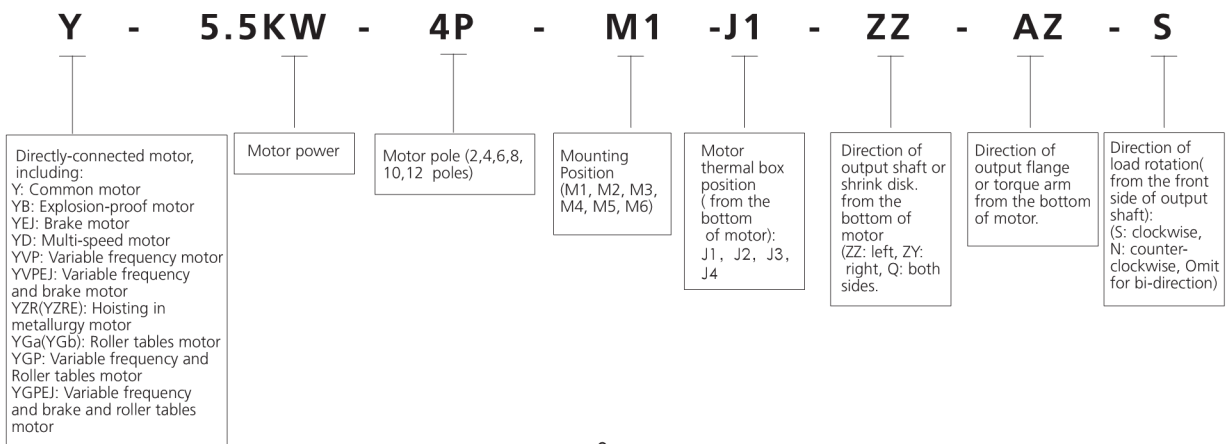 Y - 5.5KW - 4P - M1 -J1 - ZZ - AZ - S
Directly-connected motor,
including:
Y: Common motor
YB: Explosion-proof motor
YEJ: Brake motor
YD: Multi-speed motor
YVP: Variable frequency motor
YVPEJ: Variable frequency
and brake motor
YZR(YZRE): Hoisting in
metallurgy motor
YGa(YGb): Roller tables motor
YGP: Variable frequency and
Roller tables motor
YGPEJ: Variable frequency
and brake and roller tables
motor
Motor power
Motor pole (2,4,6,8,
10,12 poles)
Mounting
Position
(M1, M2, M3,
M4, M5, M6)
Motor
thermal box
position
( from the
bottom
of motor):
J1, J2, J3,
J4
Direction of
output shaft or
shrink disk.
from the
bottom of
motor
(ZZ: left, ZY:
right, Q: both
sides.
Direction of
output flange
or torque arm
from the bottom
of motor.
Direction of
load rotation(
from the front
side of output
shaft):
(S: clockwise,
N: counter-
clockwise, Omit
for bi-direction)